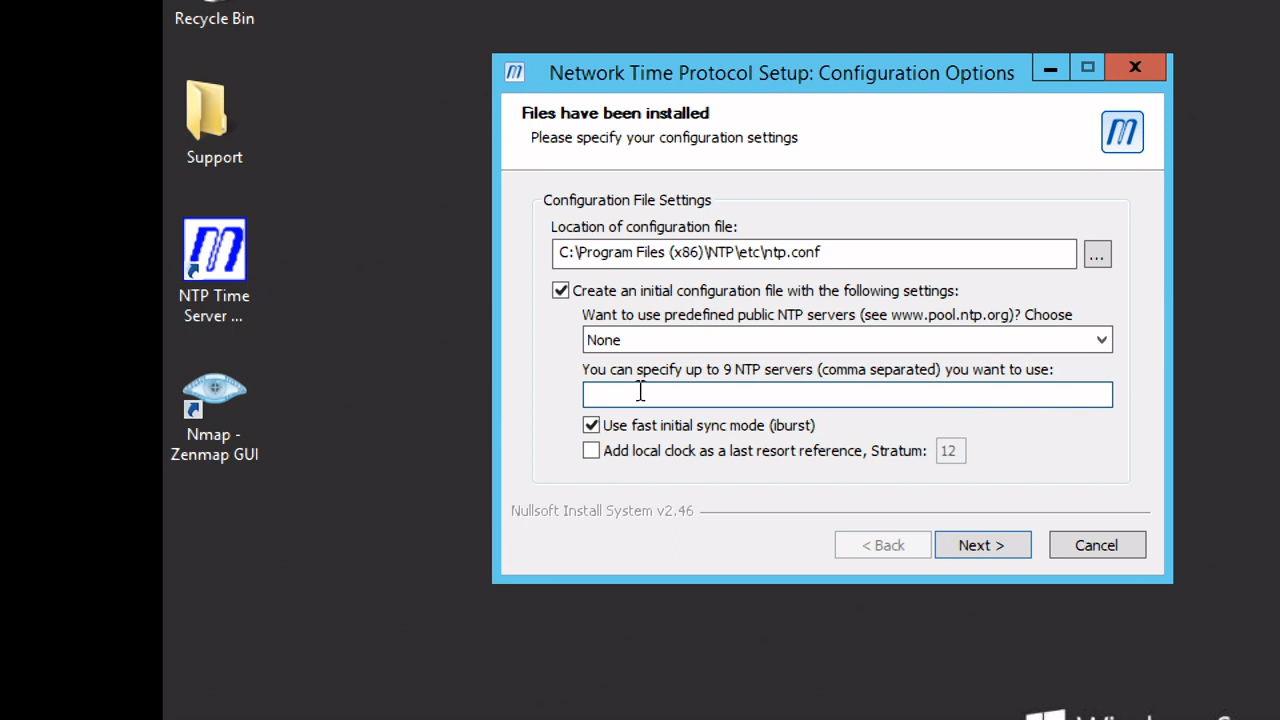 Recycle Bin
Support
NTP Time
Server ...
Nmap -
Zenmap GUI
Network Time Protocol Setup: Configuration Options
Files have been installed
Please specify your configuration settings
Configuration File Settings
Location of configuration file:
C:\Program Files (x86)\NTP\etc\ntp.conf
...
Create an initial configuration file with the following settings:
Want to use predefined public NTP servers (see www.pool.ntp.org)? Choose
None
You can specify up to 9 NTP servers (comma separated) you want to use:
Use fast initial sync mode (iburst)
Add local clock as a last resort reference, Stratum: 12
Nullsoft Install System v2.46
< Back Next > Cancel